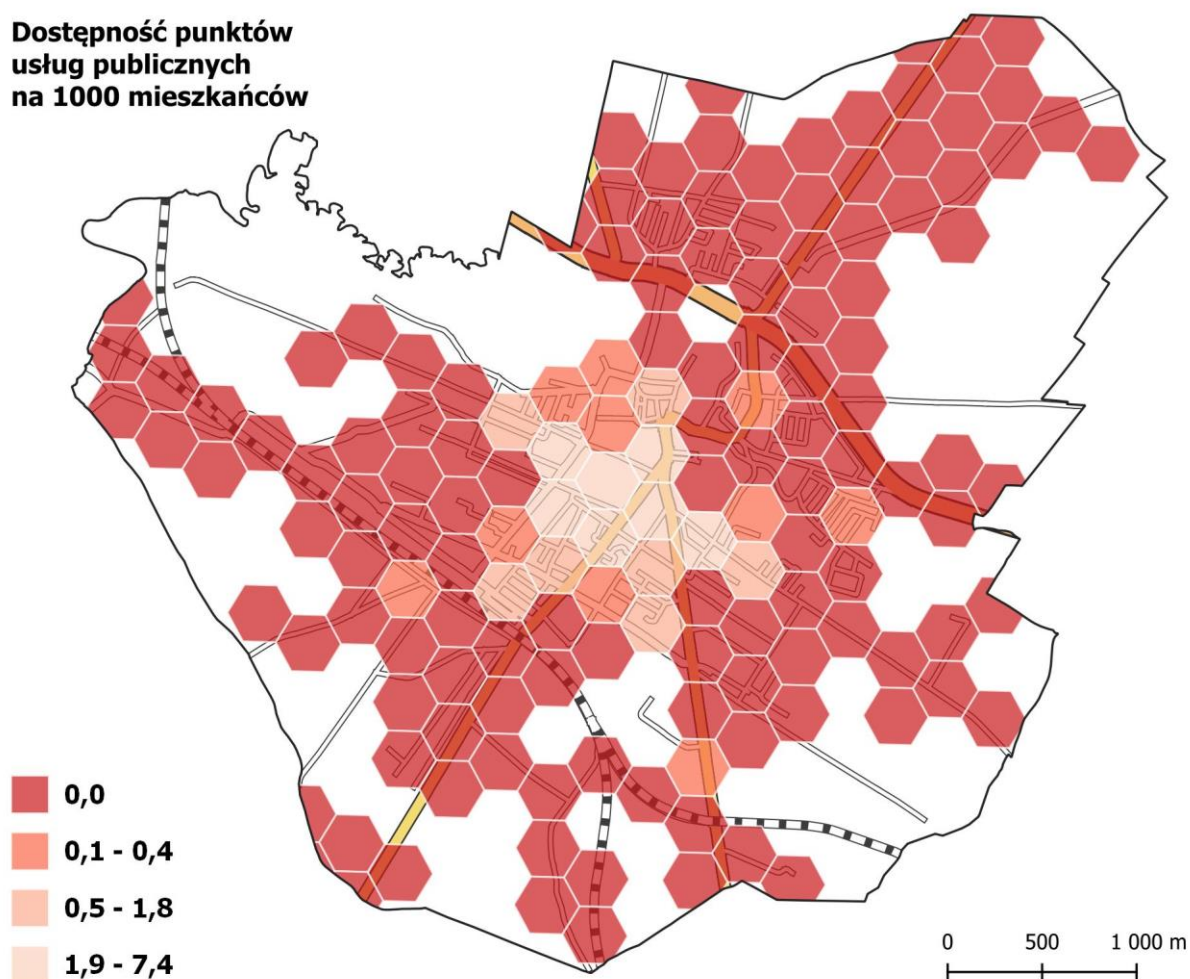 Dostępność punktów
usług publicznych
na 1000 mieszkańców
0,0
0,1 - 0,4
0,5 - 1,8
1,9 - 7,4
0 500 1 000 m